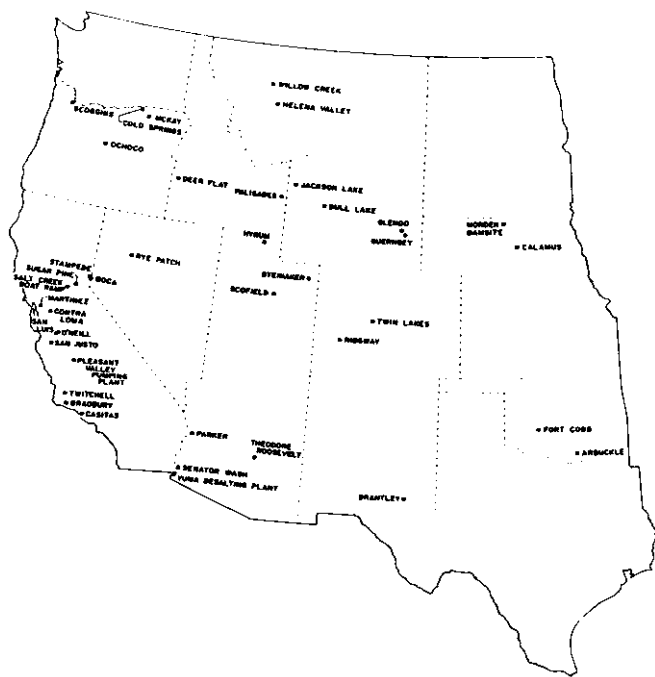 WILLOW CREEK
HELENA VALLEY
SCOGGINS
MCKAY
COLD SPRINGS
OCHOCO
DEER FLAT
PALISADES
JACKSON LAKE
BULL LAKE
GLENDO
GUERNSEY
NORDEN
DAMSITE
CALAMUS
HYRUM
RYE PATCH
STAMPEDE
SUGAR PINE
BOCA
SALT CREEK
BOAT RAMP
MARTINEZ
CONTRA
LOMA
SAN
LUIS
O'NEILL
SAN JUSTO
PLEASANT
VALLEY
PUMPING
PLANT
TWITCHELL
BRADBURY
CASITAS
STEINAKER
SCOFIELD
TWIN LAKES
RIDGWAY
PARKER
THEODORE
ROOSEVELT
SENATOR WASH
YUMA DESALTING PLANT
BRANTLEY
FORT COBB
ARBUCKLE